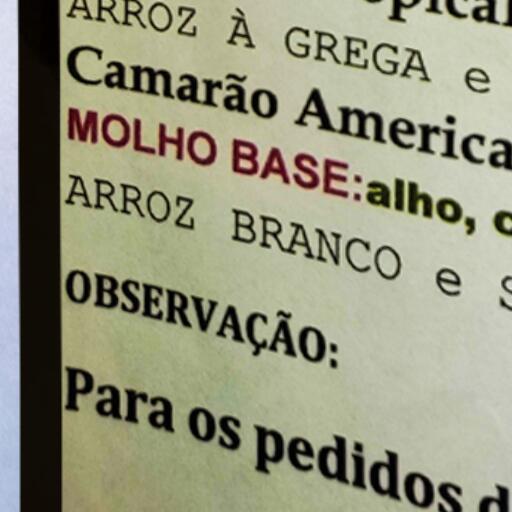 ARROZ À GREGA e
Camarão America
MOLHO BASE:alho,
ARROZ BRANCO e
OBSERVAÇÃO:
Para os pedidos